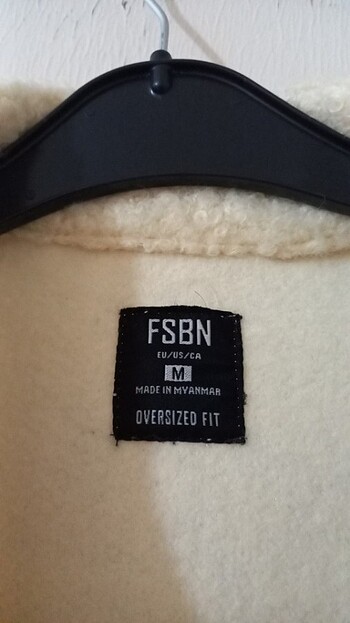 FSBN
EU/US/CA
M
MADE IN MYANMAR
OVERSIZED FIT